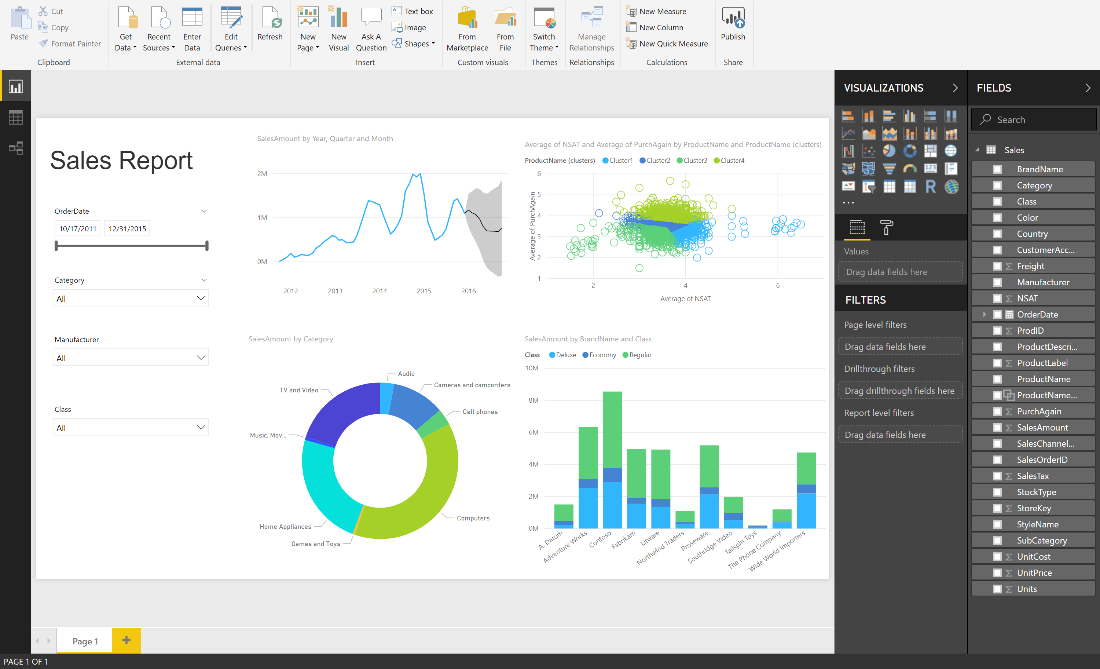 Paste
Cut
Copy
Format Painter
Clipboard
Get Data
Recent Sources
Enter Data
Edit Queries
Refresh
External data
New Page
New Visual
Ask A Question
Text box
Image
Shapes
Insert
From Marketplace
From File
Custom visuals
Switch Theme
Themes
Manage Relationships
Relationships
New Measure
New Column
New Quick Measure
Calculations
Publish
Share
Sales Report
OrderDate
10/17/2011
12/31/2015
Category
All
Manufacturer
All
Class
All
SalesAmount by Year, Quarter and Month
2M
1M
0M
2012 2013 2014 2015 2016
Average of NSAT and Average of PurchAgain by ProductName and ProductName (clusters)
ProductName (clusters) Cluster1 Cluster2 Cluster3 Cluster4
Average of PurchAgain
6
5
4
3
2
1
2 4 6
Average of NSAT
SalesAmount by Category
Audio
Cameras and camcorders
Cell phones
Computers
Games and Toys
Home Appliances
Music, Mov...
TV and Video
SalesAmount by BrandName and Class
Class Deluxe Economy Regular
10M
8M
6M
4M
2M
0M
A. Datum
Adventure Works
Contoso
Fabrikam
Litware
Northwind Traders
Proseware
Southridge Video
Tailspin Toys
The Phone Company
Wide World Importers
VISUALIZATIONS
R
Values
Drag data fields here
FILTERS
Page level filters
Drag data fields here
Drillthrough filters
Drag drillthrough fields here
Report level filters
Drag data fields here
FIELDS
Search
Sales
BrandName
Category
Class
Color
Country
CustomerAcc...
Freight
Manufacturer
NSAT
OrderDate
ProdID
ProductDescri...
ProductLabel
ProductName
ProductName...
PurchAgain
SalesAmount
SalesChannel...
SalesOrderID
SalesTax
StockType
StoreKey
StyleName
SubCategory
UnitCost
UnitPrice
Units
Page 1
PAGE 1 OF 1